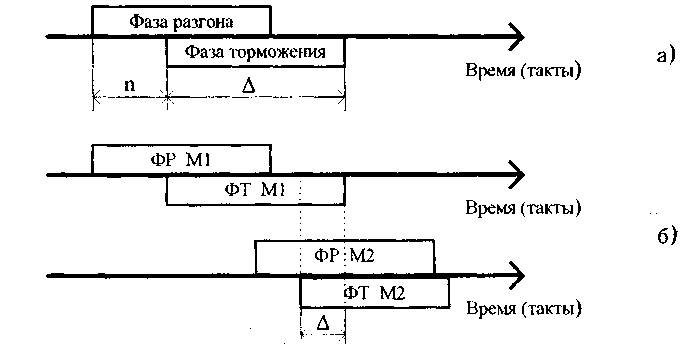 Фаза разгона
Фаза торможения
Время (такты)
а)
n
Δ
ФР М1
ФТ М1
Время (такты)
б)
ФР М2
ФТ М2
Время (такты)
Δ